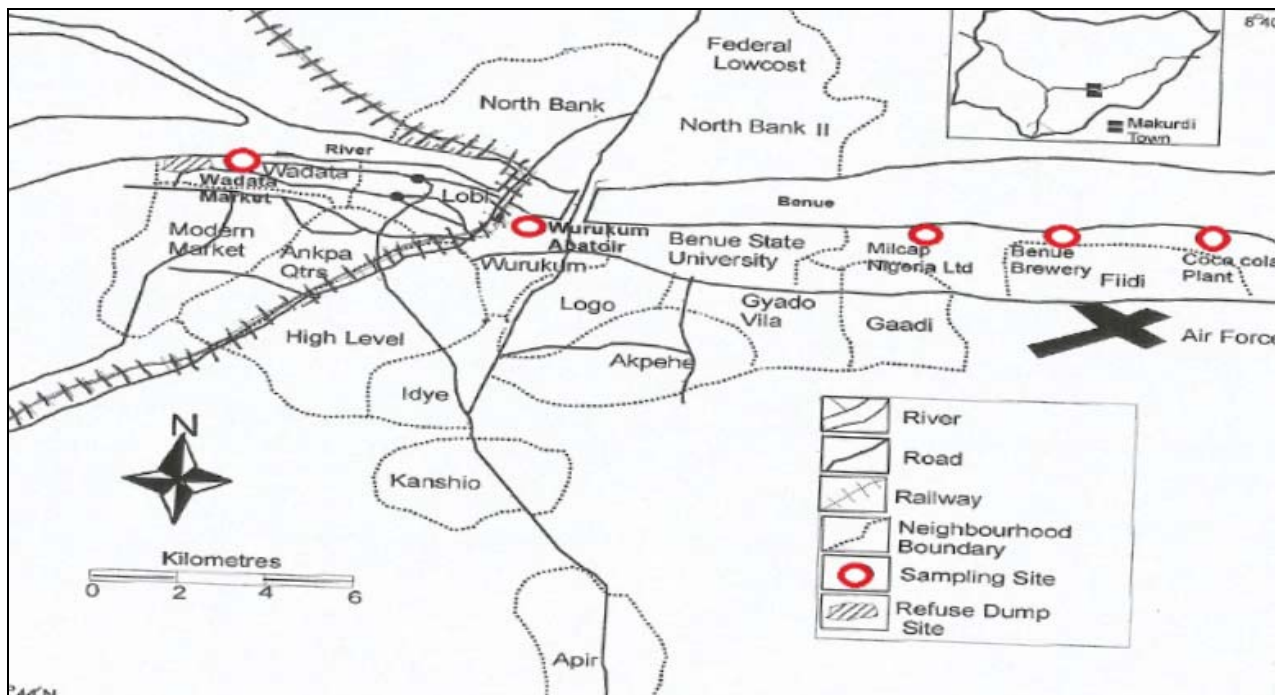 8°40
Federal
Lowcost
North Bank
North Bank II
Makurdi
Town
River
Wadata
Wadata
Market
Lobi
Benue
Modern
Market
Ankpa
Qtrs
Wurukum
Abatoir
Wurukum
Benue State
University
Milcap
Nigeria Ltd
Benue
Brewery
Fiidi
Coca cola
Plant
High Level
Logo
Gyado
Vila
Gaadi
Air Force
Akpehe
Idye
N
Kanshio
Kilometres
0 2 4 6
Apir
River
Road
Railway
Neighbourhood
Boundary
Sampling Site
Refuse Dump
Site